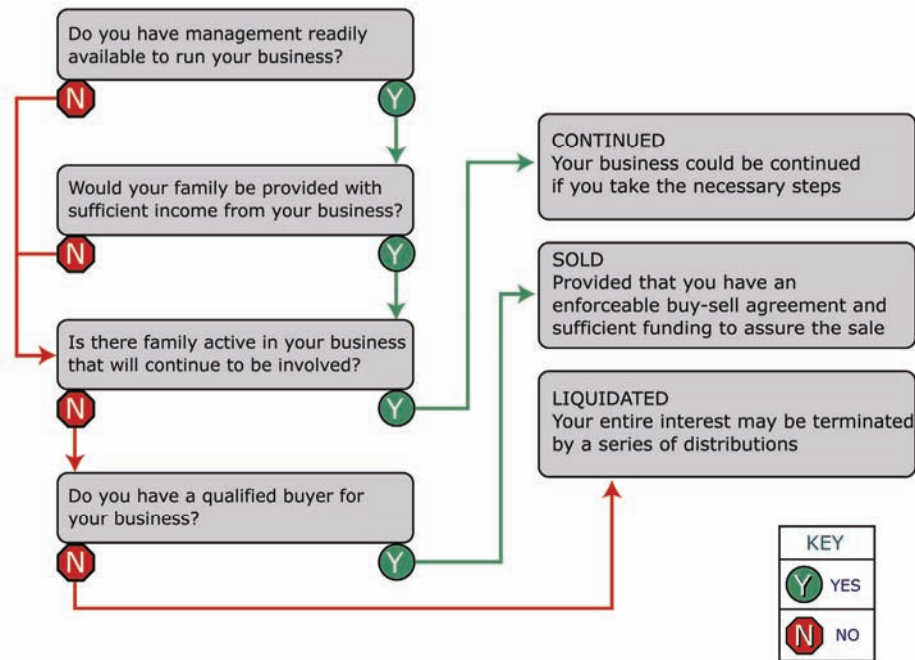 Do you have management readily
available to run your business?
N
Y
Would your family be provided with
sufficient income from your business?
N
Y
Is there family active in your business
that will continue to be involved?
N
Y
Do you have a qualified buyer for
your business?
N
Y
CONTINUED
Your business could be continued
if you take the necessary steps
SOLD
Provided that you have an
enforceable buy-sell agreement and
sufficient funding to assure the sale
LIQUIDATED
Your entire interest may be terminated
by a series of distributions
KEY
Y YES
N NO